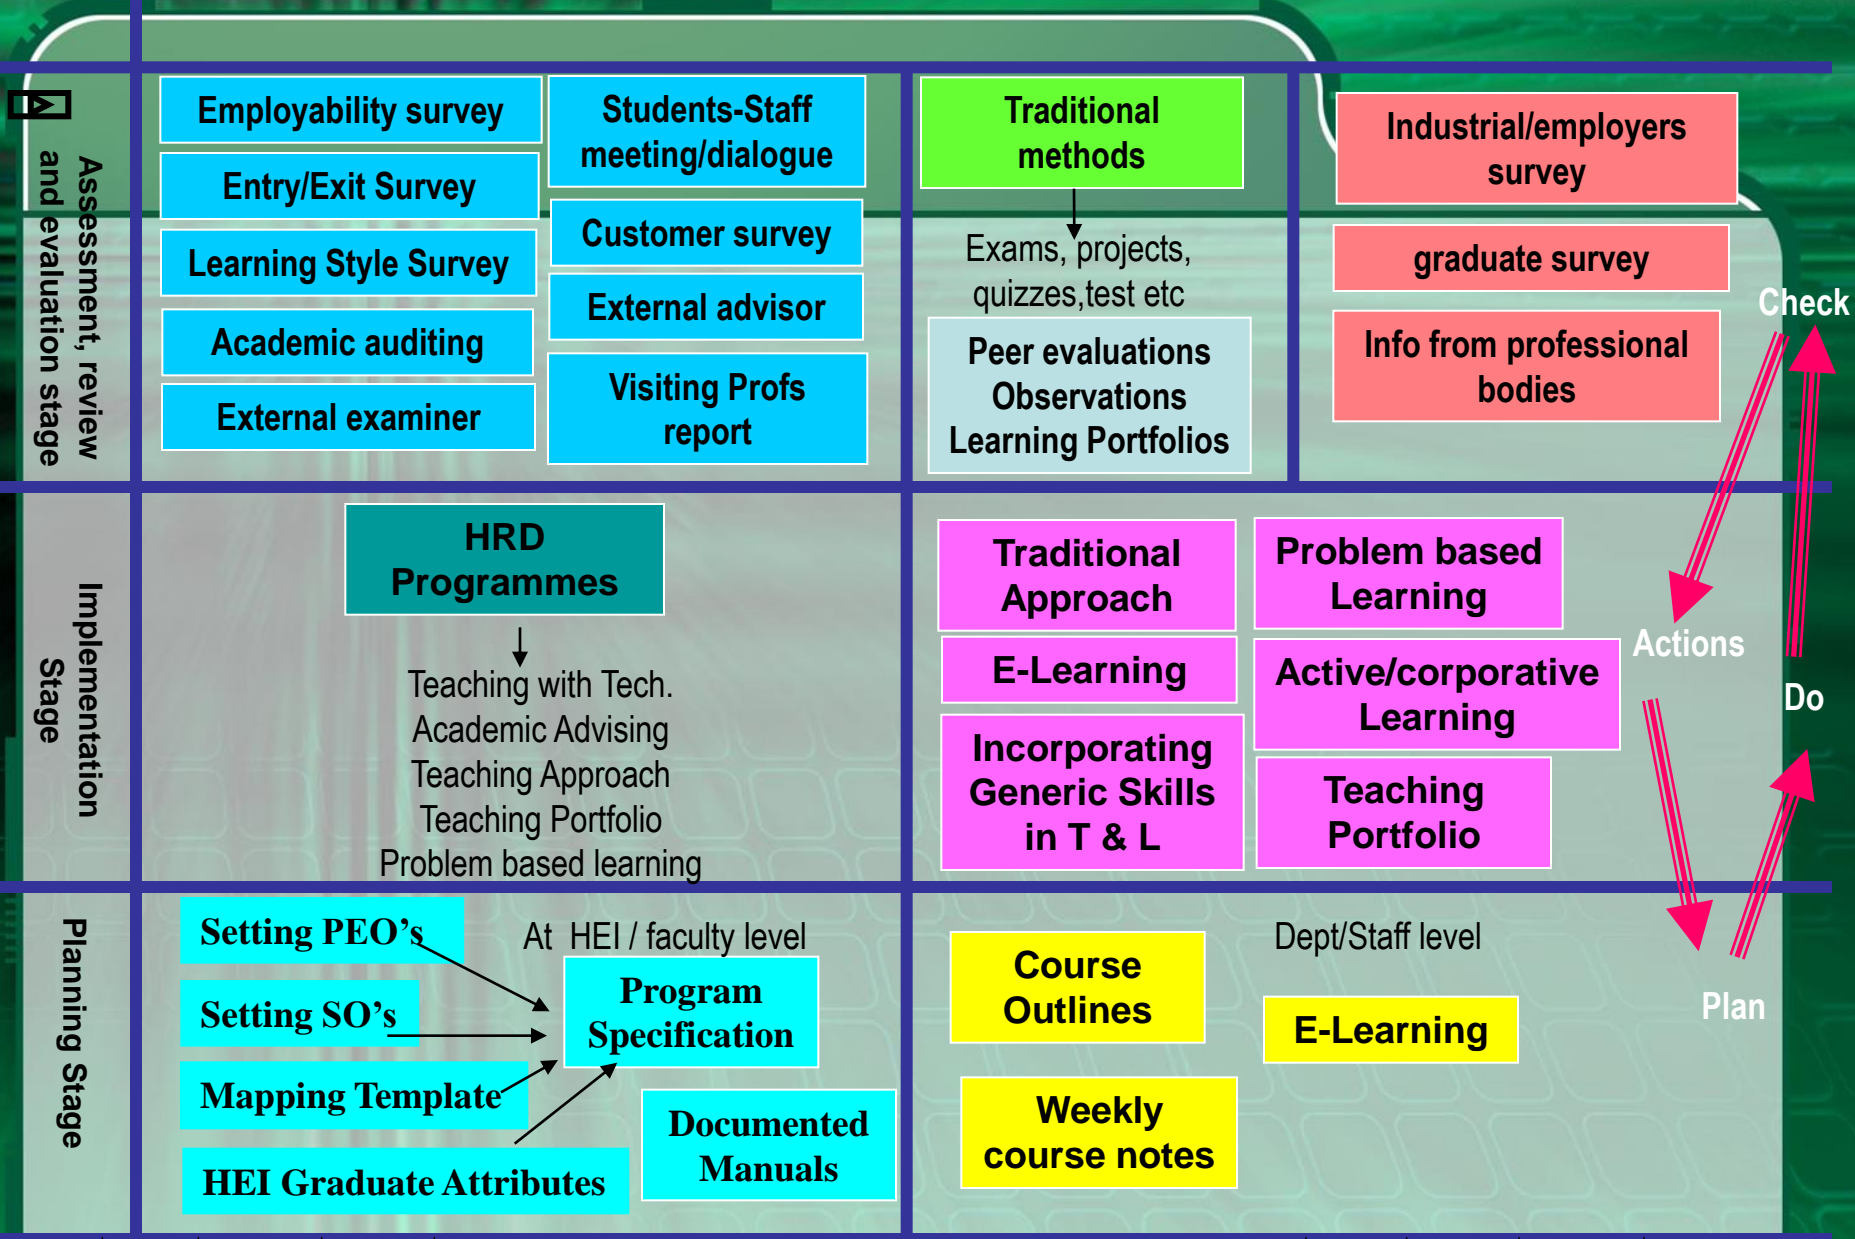 Assessment, review
and evaluation stage
Employability survey
Entry/Exit Survey
Learning Style Survey
Academic auditing
External examiner
Students-Staff
meeting/dialogue
Customer survey
External advisor
Visiting Profs
report
Traditional
methods
Exams, projects,
quizzes,test etc
Peer evaluations
Observations
Learning Portfolios
Industrial/employers
survey
graduate survey
Info from professional
bodies
Check
Implementation
Stage
HRD
Programmes
Teaching with Tech.
Academic Advising
Teaching Approach
Teaching Portfolio
Problem based learning
Traditional
Approach
E-Learning
Incorporating
Generic Skills
in T & L
Problem based
Learning
Active/corporative
Learning
Teaching
Portfolio
Actions
Do
Planning Stage
Setting PEO’s
Setting SO’s
Mapping Template
HEI Graduate Attributes
At HEI / faculty level
Program
Specification
Documented
Manuals
Course
Outlines
Weekly
course notes
Dept/Staff level
E-Learning
Plan